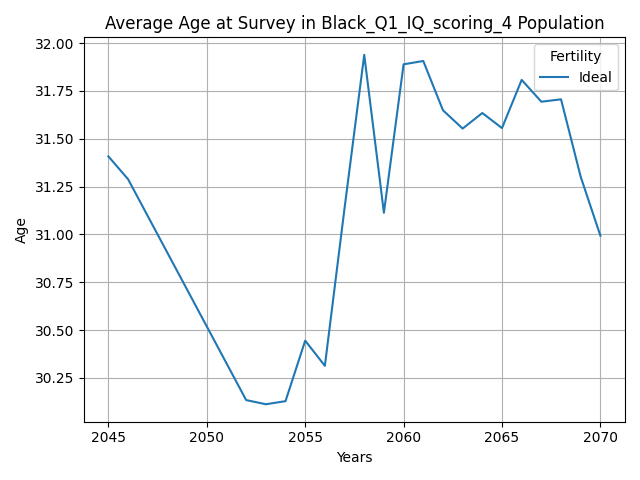 Average Age at Survey in Black_Q1_IQ_scoring_4 Population
32.00
31.75
31.50
31.25
31.00
30.75
30.50
30.25
Age
Fertility
Ideal
2045 2050 2055 2060 2065 2070
Years